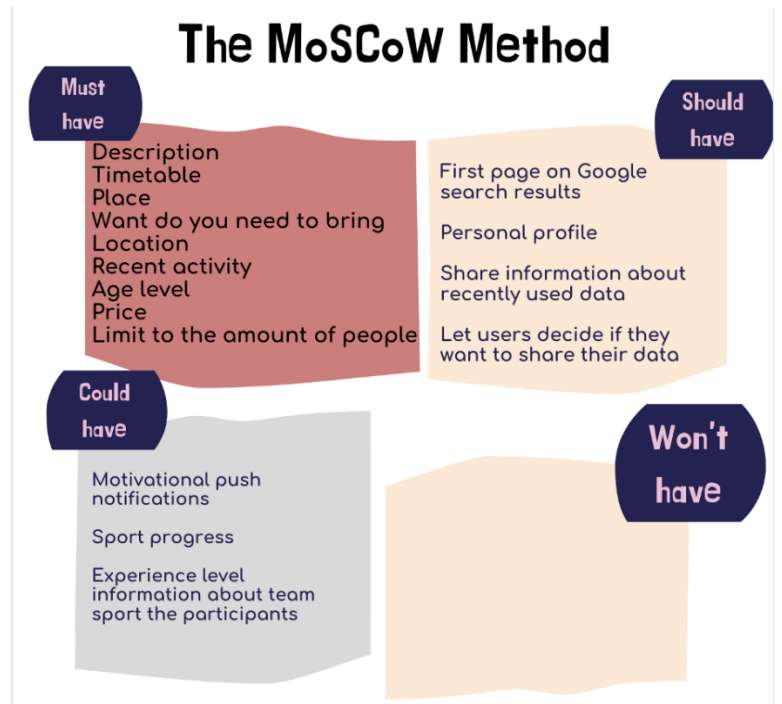 The MoSCoW Method
Must
have
Description
Timetable
Place
Want do you need to bring
Location
Recent activity
Age level
Price
Limit to the amount of people
Should
have
First page on Google
search results
Personal profile
Share information about
recently used data
Let users decide if they
want to share their data
Could
have
Motivational push
notifications
Sport progress
Experience level
information about team
sport the participants
Won't
have